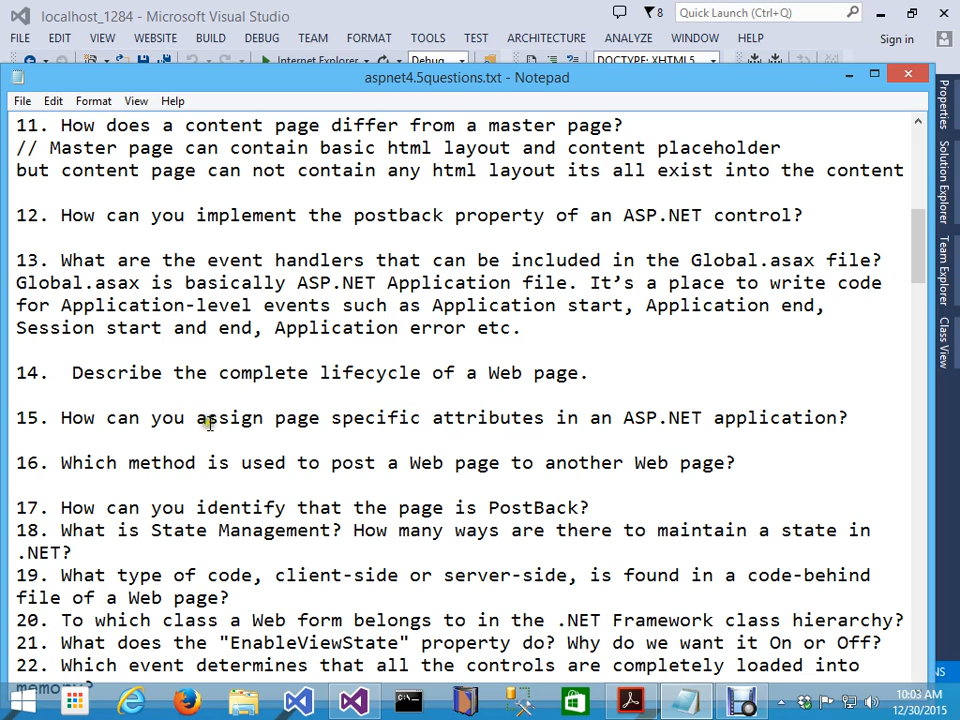 localhost_1284 - Microsoft Visual Studio
8
Quick Launch (Ctrl+Q)
FILE EDIT VIEW WEBSITE BUILD DEBUG TEAM FORMAT TOOLS TEST ARCHITECTURE ANALYZE WINDOW HELP
Sign in
Internet Explorer Debug DOCTYPE: XHTML5
aspnet4.5questions.txt - Notepad
File Edit Format View Help
11. How does a content page differ from a master page?
// Master page can contain basic html layout and content placeholder
but content page can not contain any html layout its all exist into the content
12. How can you implement the postback property of an ASP.NET control?
13. What are the event handlers that can be included in the Global.asax file?
Global.asax is basically ASP.NET Application file. It’s a place to write code
for Application-level events such as Application start, Application end,
Session start and end, Application error etc.
14.  Describe the complete lifecycle of a Web page.
15. How can you assign page specific attributes in an ASP.NET application?
16. Which method is used to post a Web page to another Web page?
17. How can you identify that the page is PostBack?
18. What is State Management? How many ways are there to maintain a state in
.NET?
19. What type of code, client-side or server-side, is found in a code-behind
file of a Web page?
20. To which class a Web form belongs to in the .NET Framework class hierarchy?
21. What does the "EnableViewState" property do? Why do we want it On or Off?
22. Which event determines that all the controls are completely loaded into
memory?
Properties
Solution Explorer
Team Explorer
Class View
NS
10:03 AM
12/30/2015